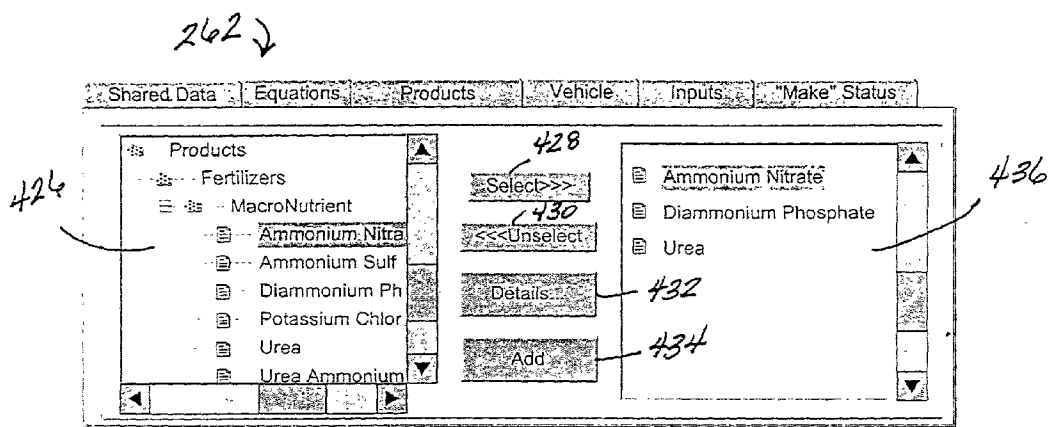 262
Shared Data Equations Products Vehicle Inputs "Make" Status
Products
Fertilizers
MacroNutrient
Ammonium Nitra
Ammonium Sulf
Diammonium Ph
Potassium Chlor
Urea
Urea Ammonium
426
428
Select>>>
430
<<<Unselect
Details...
432
Add
434
Ammonium Nitrate
Diammonium Phosphate
Urea
436